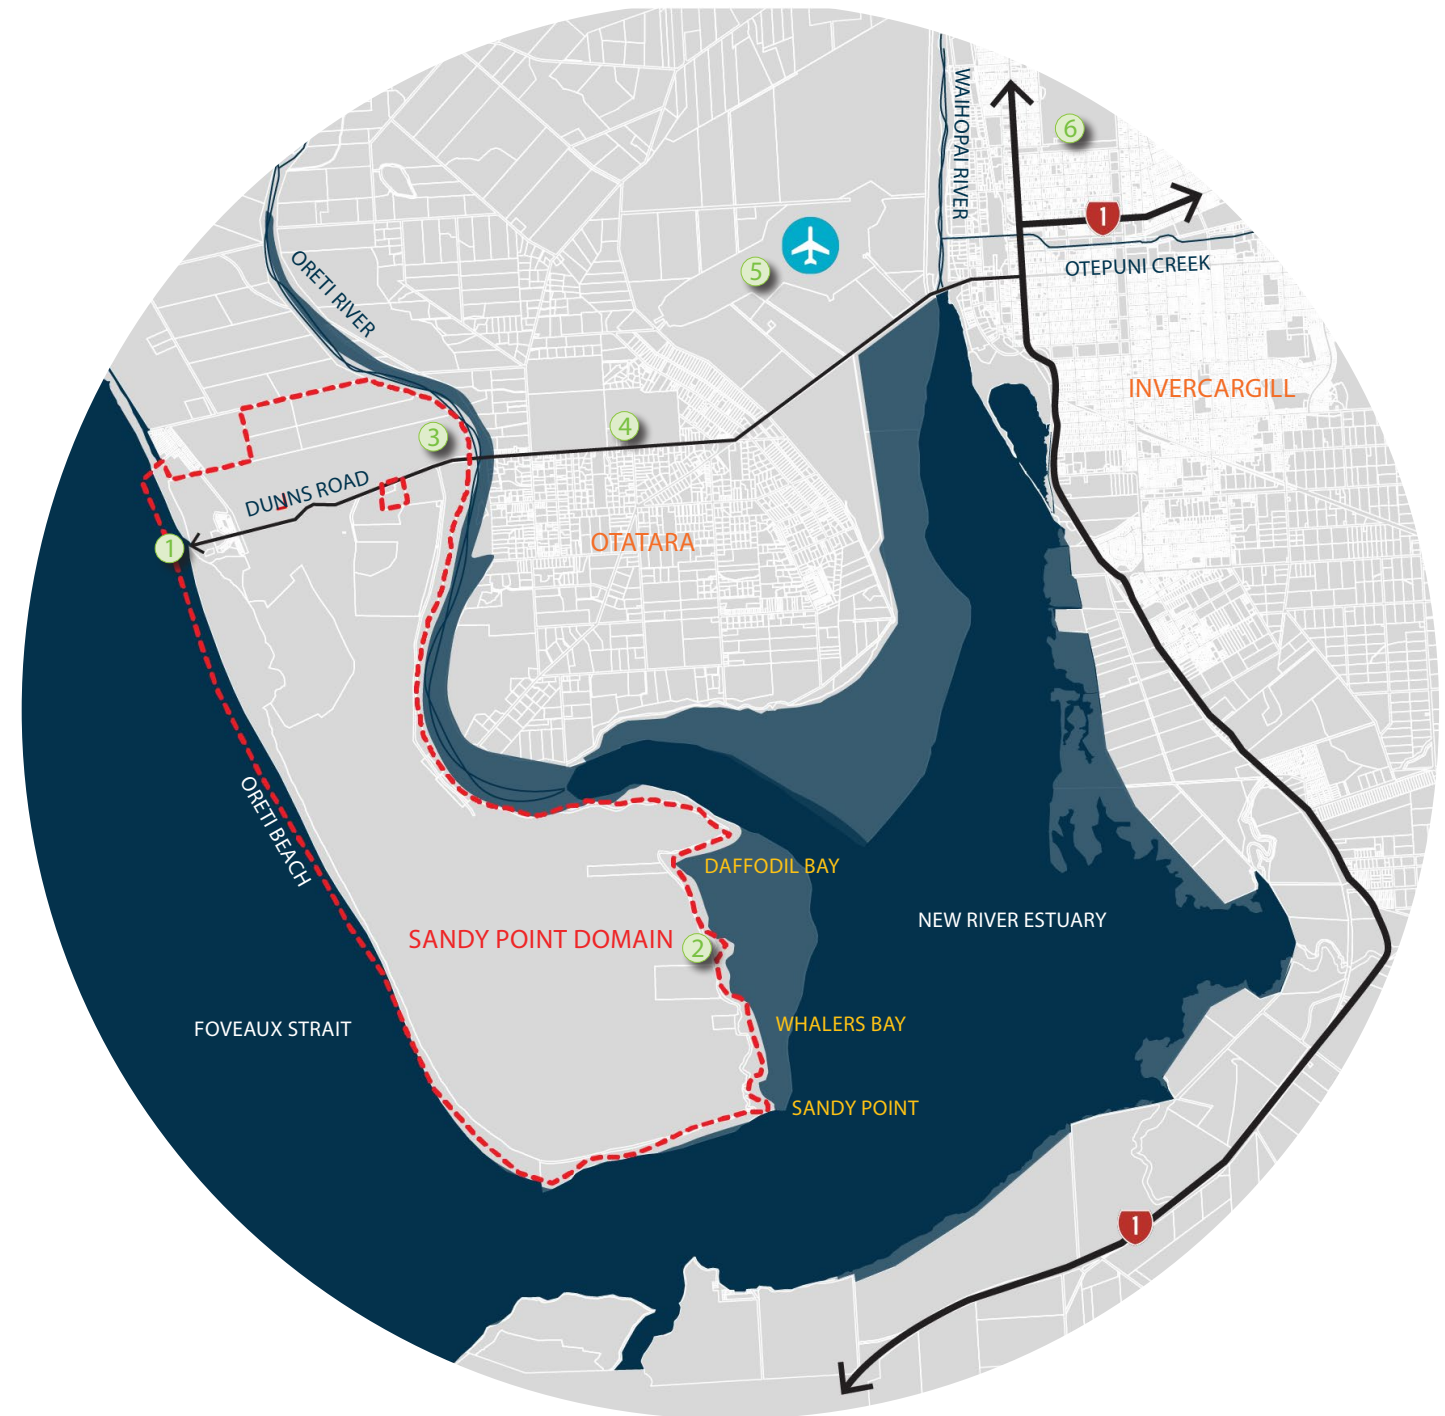 WAIHOPAI RIVER
6
1
OTEPUNI CREEK
ORETI RIVER
5
INVERCARGILL
3
4
DUNNS ROAD
OTATARA
1
ORETI BEACH
DAFFODIL BAY
NEW RIVER ESTUARY
SANDY POINT DOMAIN
2
FOVEAUX STRAIT
WHALERS BAY
SANDY POINT
1